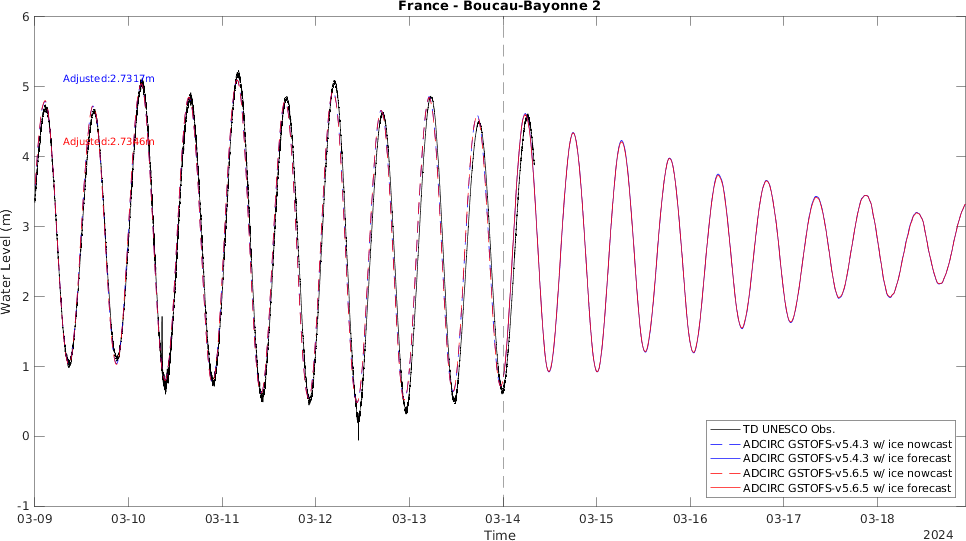 France - Boucau-Bayonne 2
6
5
4
3
2
1
0
-1
Water Level (m)
Adjusted:2.7317m
Adjusted:2.7346m
TD UNESCO Obs.
ADCIRC GSTOFS-v5.4.3 w/ ice nowcast
ADCIRC GSTOFS-v5.4.3 w/ ice forecast
ADCIRC GSTOFS-v5.6.5 w/ ice nowcast
ADCIRC GSTOFS-v5.6.5 w/ ice forecast
03-09 03-10 03-11 03-12 03-13 03-14 03-15 03-16 03-17 03-18
Time
2024